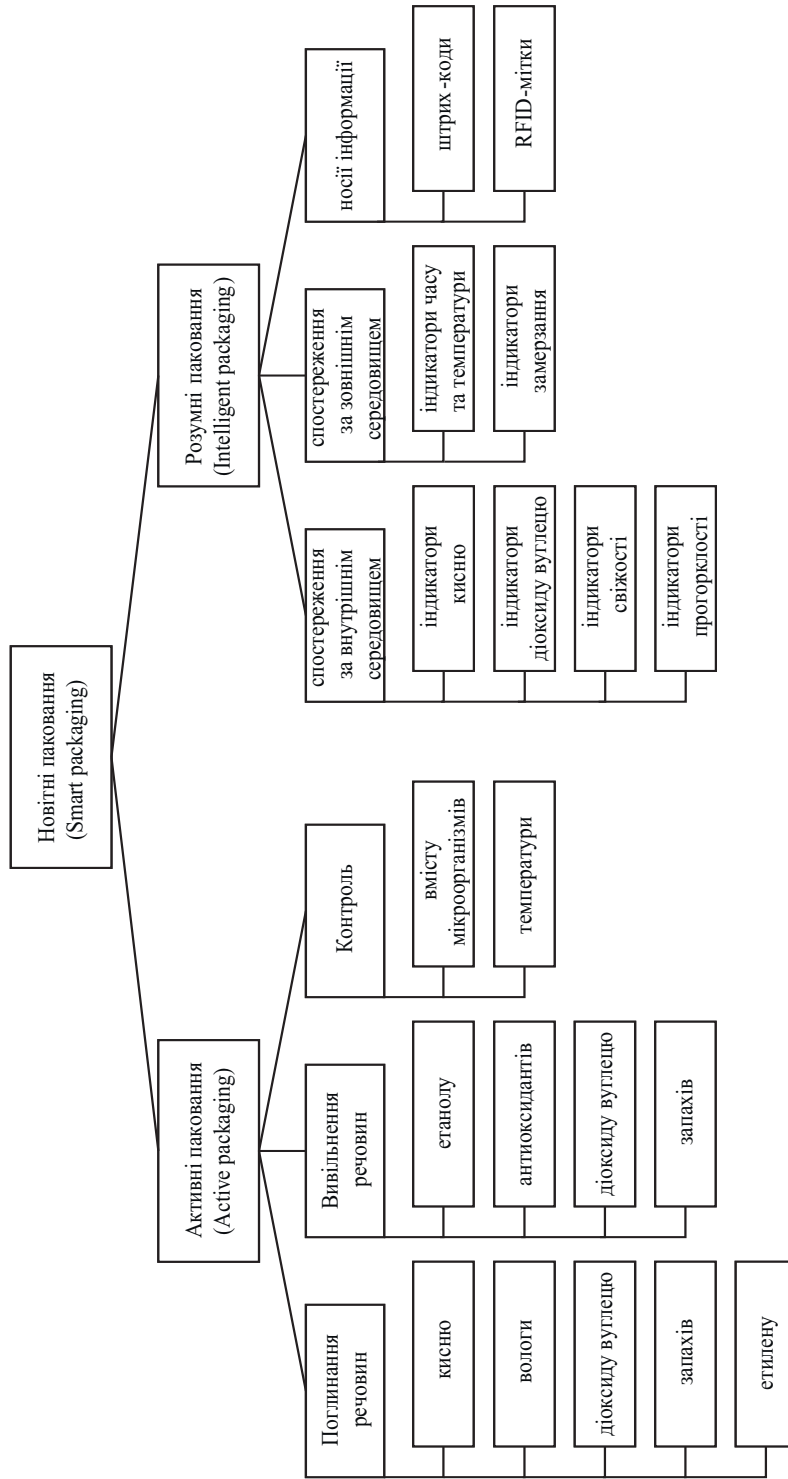 Новітні паковання
(Smart packaging)
Активні паковання
(Active packaging)
Розумні паковання
(Intelligent packaging)
Поглинання
речовин
кисню
вологи
діоксиду вуглецю
запахів
етилену
Вивільнення
речовин
етанолу
антиоксидантів
діоксиду вуглецю
запахів
Контроль
вмісту
мікроорганізмів
температури
спостереження
за внутрішнім
середовищем
індикатори
кисню
індикатори
діоксиду вуглецю
індикатори
свіжості
індикатори
прогорклості
спостереження
за зовнішнім
середовищем
індикатори часу
та температури
індикатори
замерзання
носії інформації
штрих -коди
RFID-мітки